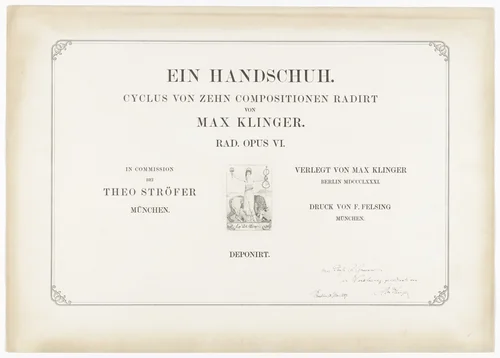 EIN HANDSCHUH.
CYCLUS VON ZEHN COMPOSITIONEN RADIRT
VON
MAX KLINGER.
RAD. OPUS VI.
IN COMMISSION
BEI
THEO STRÖFER
MÜNCHEN.
VERLEGT VON MAX KLINGER
BERLIN MDCCCLXXXI.
DRUCK VON F. FELSING
MÜNCHEN.
DEPONIRT.